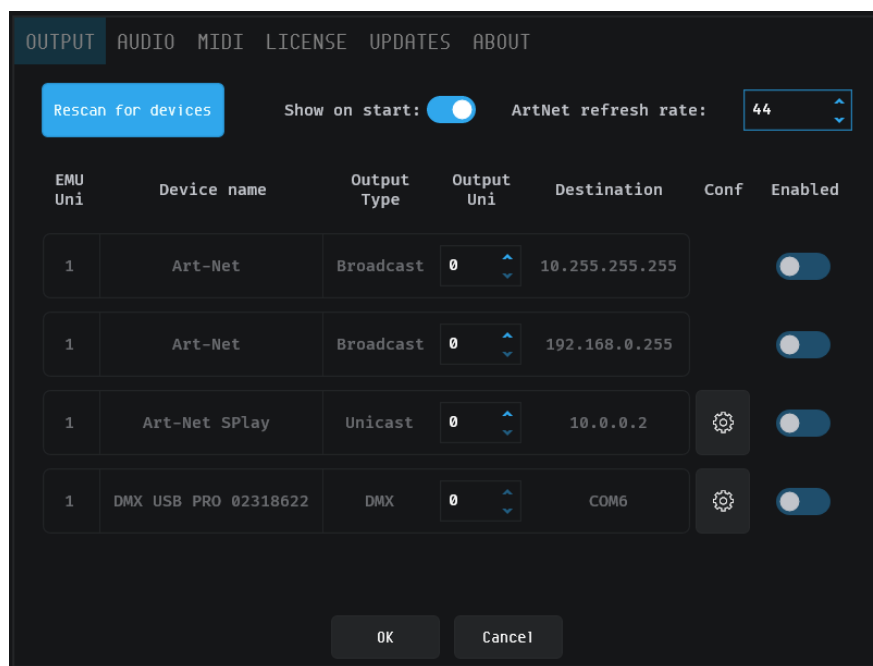 OUTPUT AUDIO MIDI LICENSE UPDATES ABOUT
Rescan for devices Show on start: ArtNet refresh rate: 44
EMU Uni Device name Output Type Output Uni Destination Conf Enabled
1 Art-Net Broadcast 0 10.255.255.255
1 Art-Net Broadcast 0 192.168.0.255
1 Art-Net SPlay Unicast 0 10.0.0.2
1 DMX USB PRO 02318622 DMX 0 COM6
OK Cancel